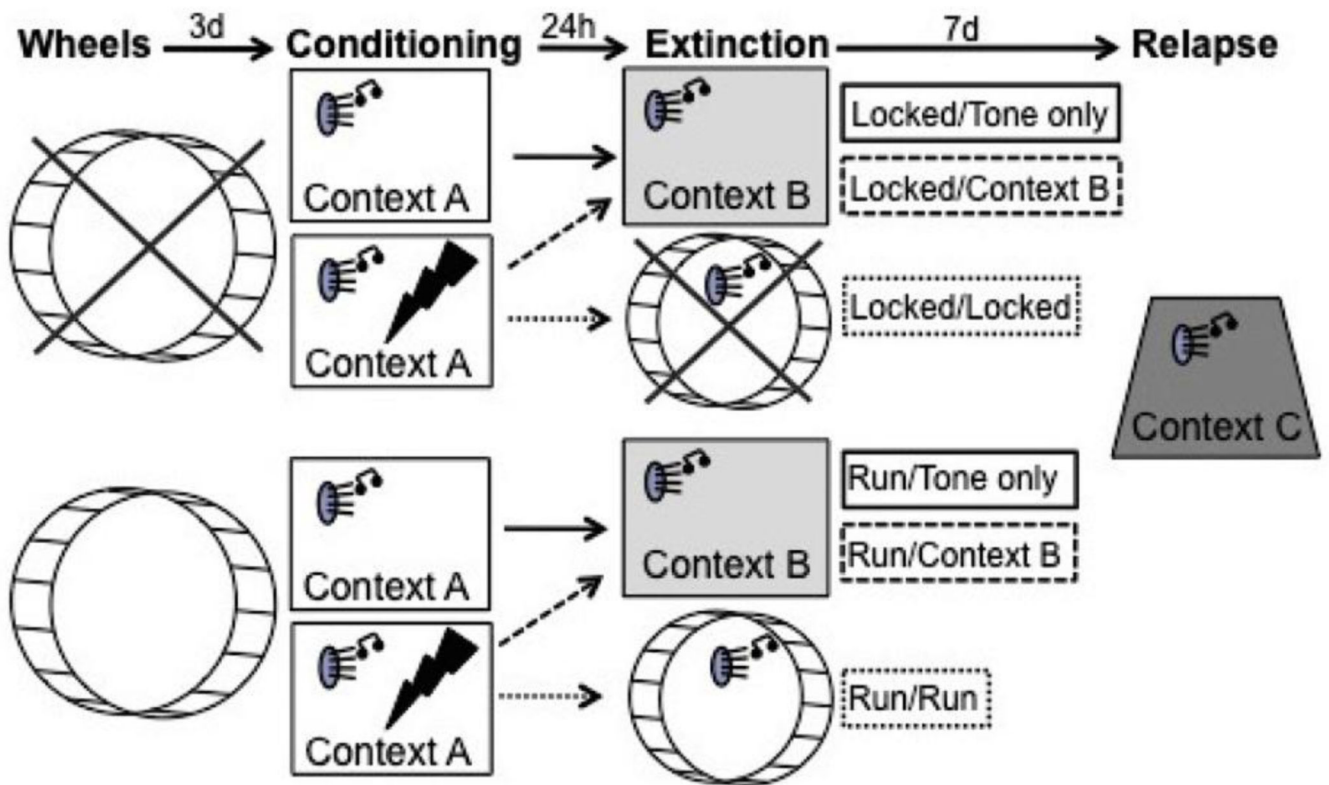 Wheels 3d Conditioning 24h Extinction 7d Relapse
Context A
Context B
Locked/Tone only
Locked/Context B
Context A
Locked/Locked
Context C
Context A
Context B
Run/Tone only
Run/Context B
Context A
Run/Run